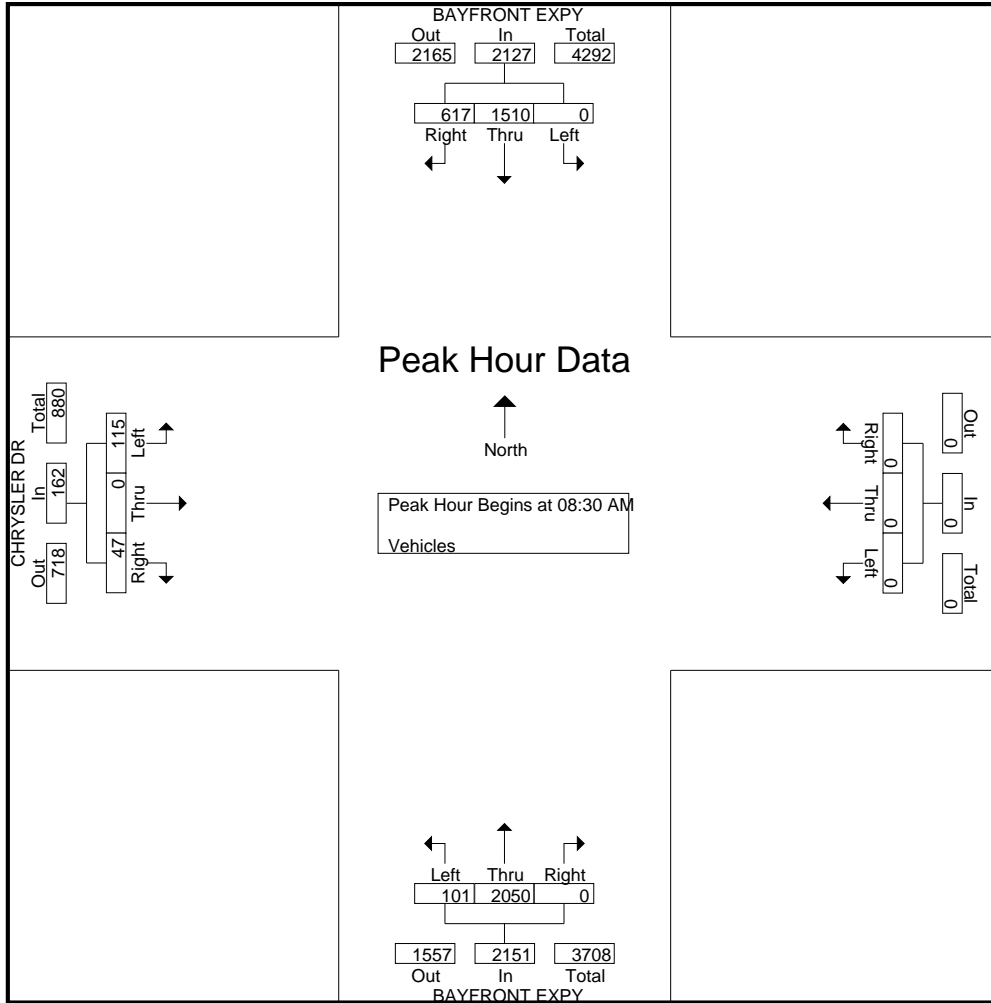 BAYFRONT EXPY
Out In Total
2165 2127 4292
617 1510 0
Right Thru Left
Peak Hour Data
North
Peak Hour Begins at 08:30 AM
Vehicles
CHRYSLER DR
Out In Total
718 162 880
47 0 115
Right Thru Left
Out In Total
0 0 0
0 0 0
Right Thru Left
Left Thru Right
101 2050 0
1557 2151 3708
Out In Total
BAYFRONT EXPY